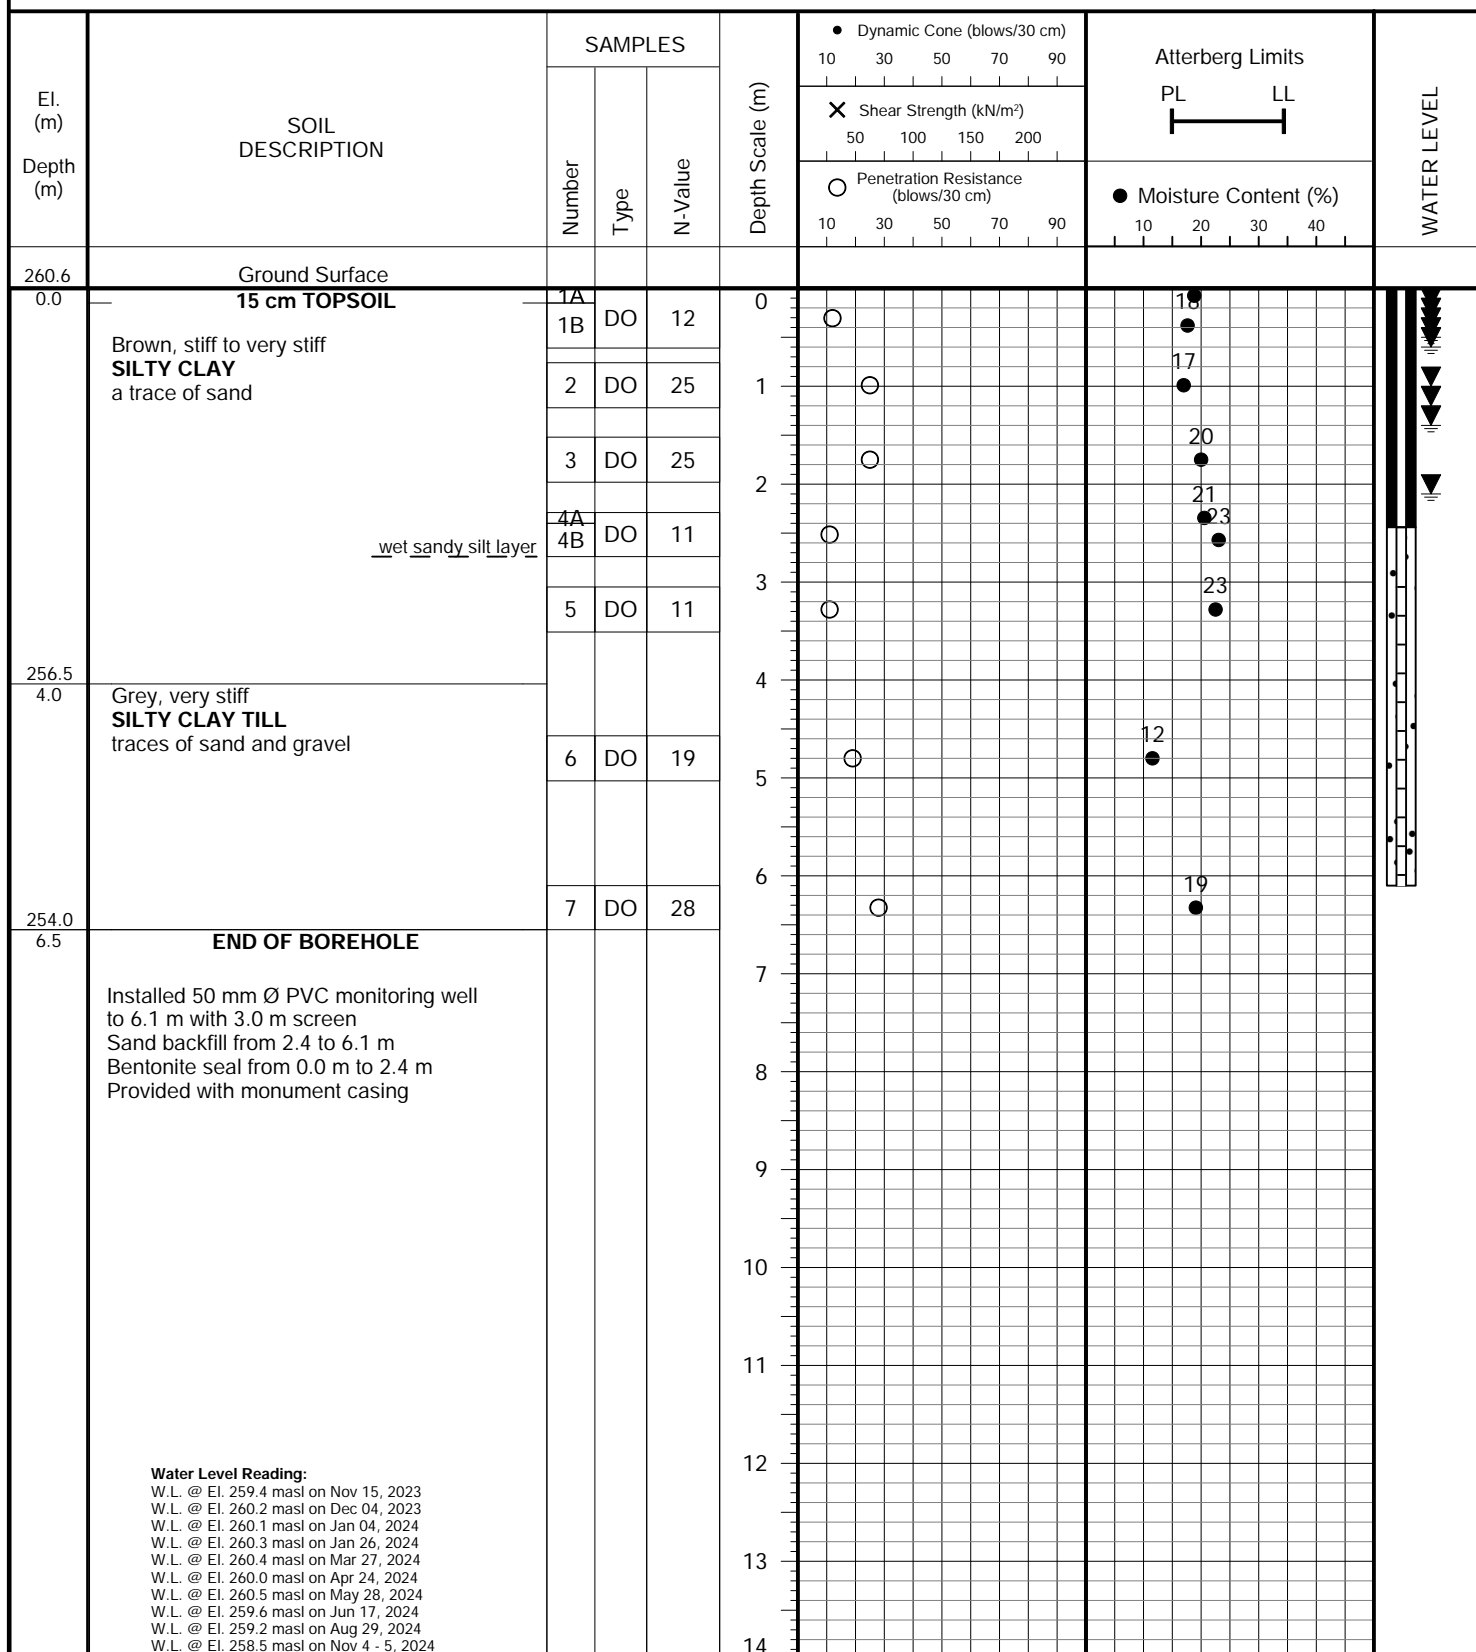 El.
(m)
Depth
(m)
SOIL
DESCRIPTION
SAMPLES
Number
Type
N-Value
Depth Scale (m)
Dynamic Cone (blows/30 cm)
10 30 50 70 90
Shear Strength (kN/m²)
50 100 150 200
Penetration Resistance
(blows/30 cm)
10 30 50 70 90
Atterberg Limits
PL LL
Moisture Content (%)
10 20 30 40
WATER LEVEL
260.6
Ground Surface
0.0
15 cm TOPSOIL
Brown, stiff to very stiff
SILTY CLAY
a trace of sand
wet sandy silt layer
256.5
4.0
Grey, very stiff
SILTY CLAY TILL
traces of sand and gravel
254.0
6.5
END OF BOREHOLE
Installed 50 mm Ø PVC monitoring well
to 6.1 m with 3.0 m screen
Sand backfill from 2.4 to 6.1 m
Bentonite seal from 0.0 m to 2.4 m
Provided with monument casing
Water Level Reading:
W.L. @ El. 259.4 masl on Nov 15, 2023
W.L. @ El. 260.2 masl on Dec 04, 2023
W.L. @ El. 260.1 masl on Jan 04, 2024
W.L. @ El. 260.3 masl on Jan 26, 2024
W.L. @ El. 260.4 masl on Mar 27, 2024
W.L. @ El. 260.0 masl on Apr 24, 2024
W.L. @ El. 260.5 masl on May 28, 2024
W.L. @ El. 259.6 masl on Jun 17, 2024
W.L. @ El. 259.2 masl on Aug 29, 2024
W.L. @ El. 258.5 masl on Nov 4 - 5, 2024
1A
1B DO 12
2 DO 25
3 DO 25
4A
4B DO 11
5 DO 11
6 DO 19
7 DO 28
0
1
2
3
4
5
6
7
8
9
10
11
12
13
14
18
17
20
21
23
23
12
19